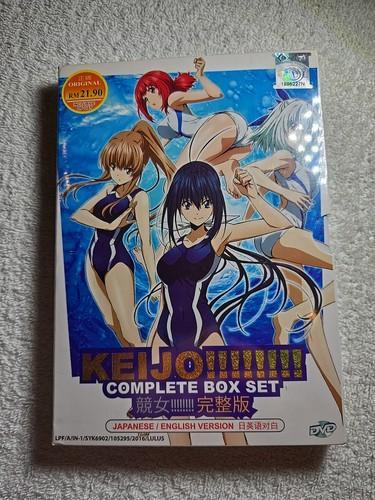 正版
ORIGINAL
RM 21.90
1896227N
KEIJO!!!!!!!!
COMPLETE BOX SET
競女!!!!!!!! 完整版
JAPANESE / ENGLISH VERSION 日英语对白
DVD
LPF/A/IN-1/SYK6902/105295/2016/LULUS